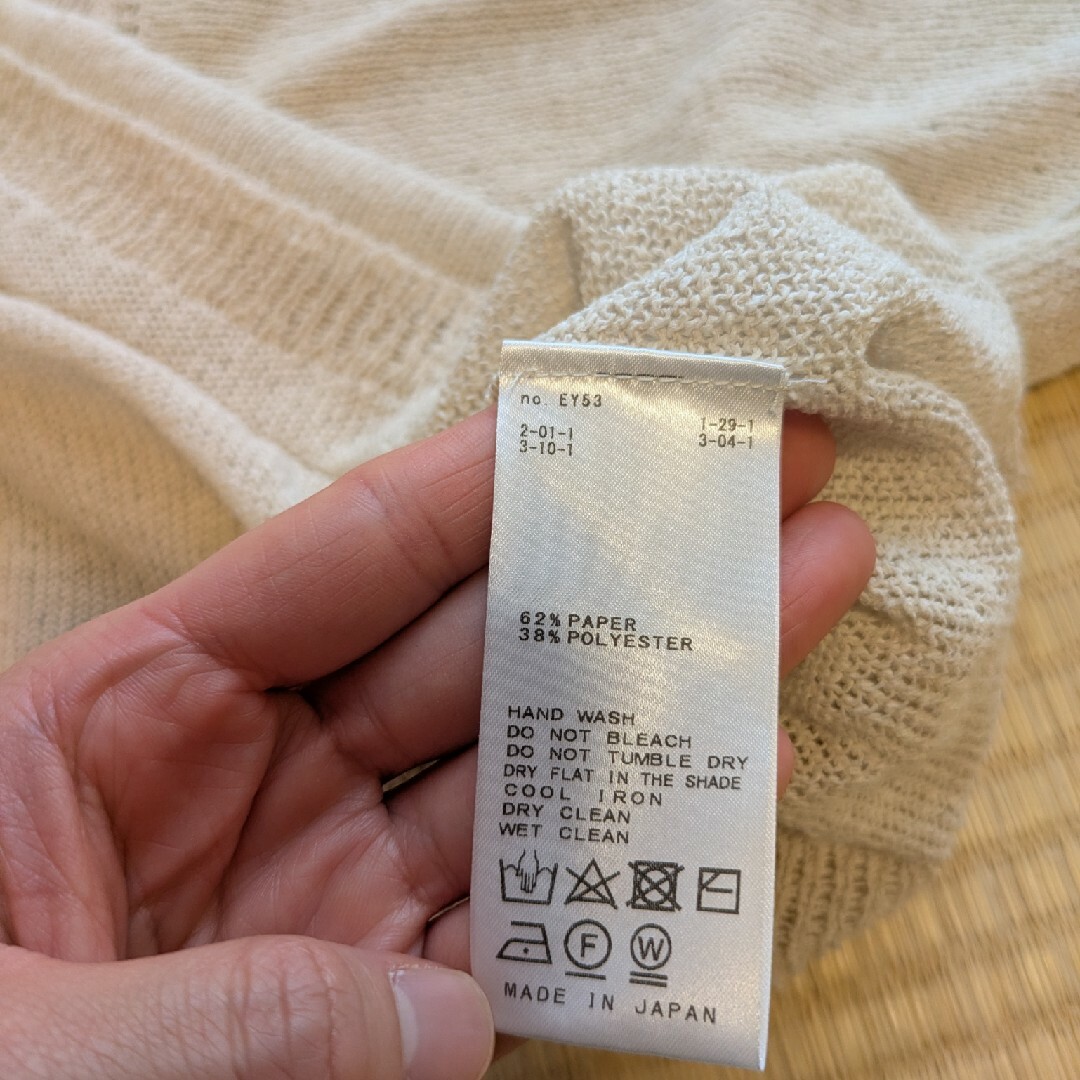 no. EY53
2-01-1 1-29-1
3-10-1 3-04-1
62% PAPER
38% POLYESTER
HAND WASH
DO NOT BLEACH
DO NOT TUMBLE DRY
DRY FLAT IN THE SHADE
COOL IRON
DRY CLEAN
WET CLEAN
F W
MADE IN JAPAN